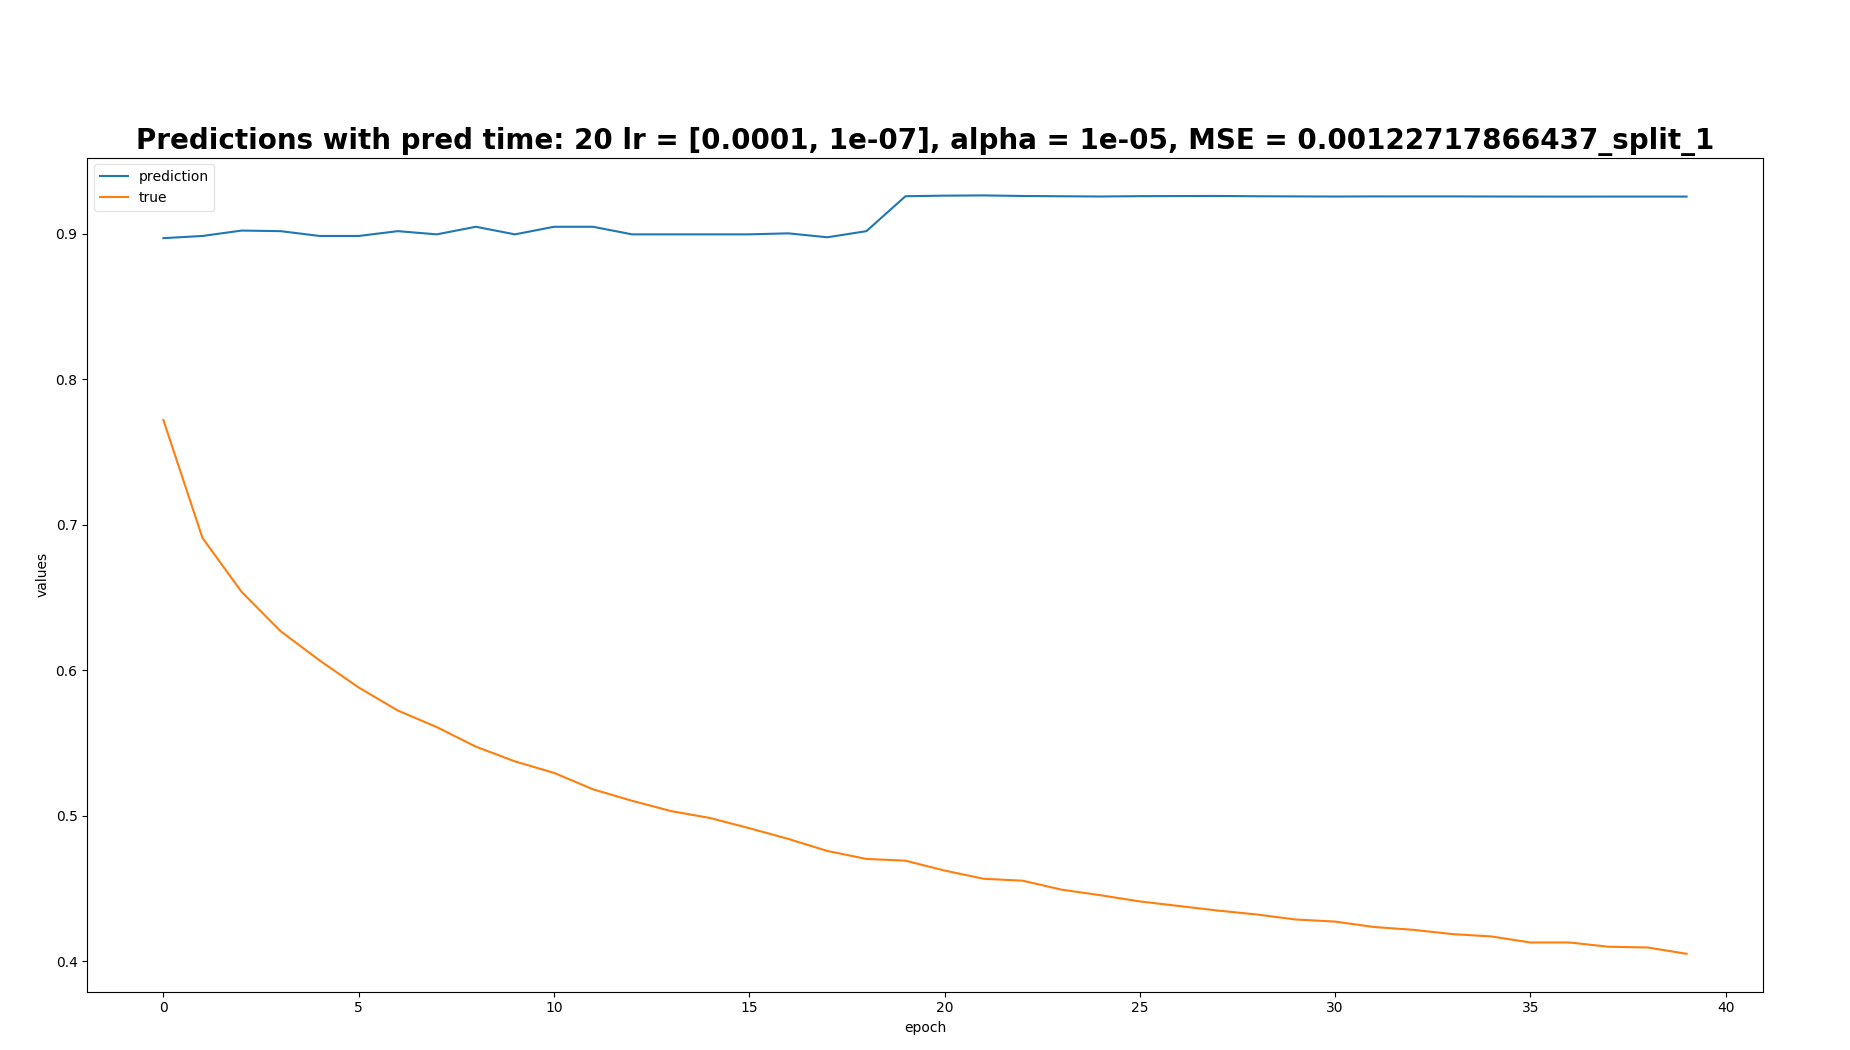 Predictions with pred time: 20 lr = [0.0001, 1e-07], alpha = 1e-05, MSE = 0.00122717866437_split_1
prediction
true
0.9
0.8
0.7
0.6
0.5
0.4
values
0 5 10 15 20 25 30 35 40
epoch